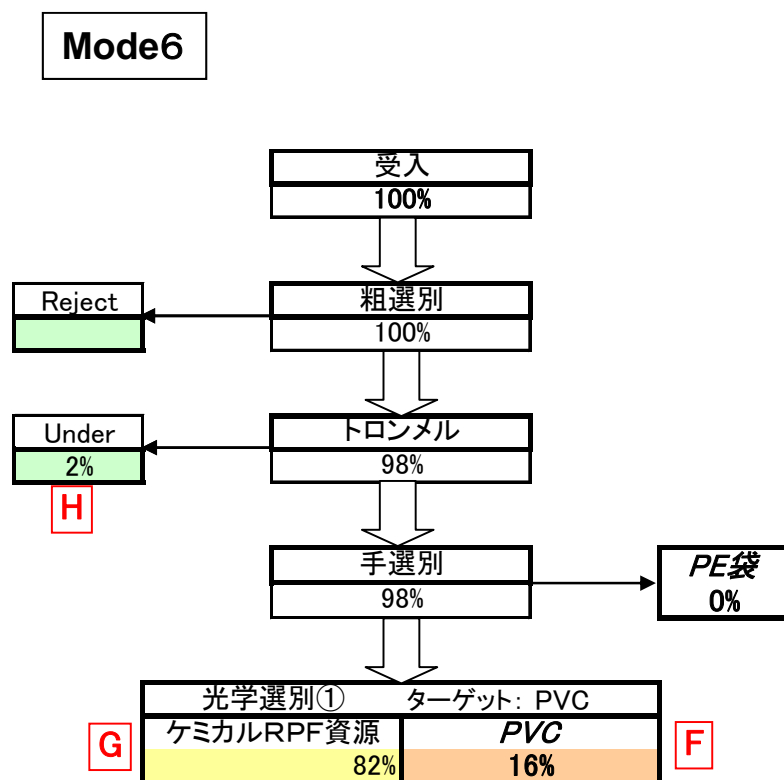 Mode6
受入
100%
Reject
粗選別
100%
Under
トロンメル
2%
98%
H
手選別
98%
PE袋
0%
光学選別① ターゲット: PVC
G
ケミカルRPF資源
PVC
F
82%
16%